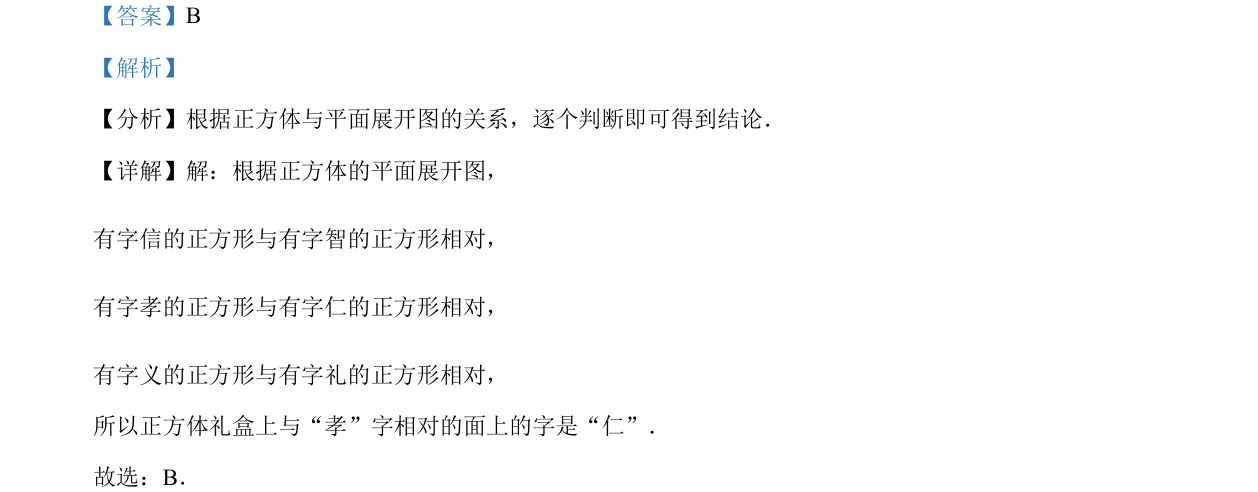 【答案】B
【解析】
【分析】根据正方体与平面展开图的关系，逐个判断即可得到结论．
【详解】解：根据正方体的平面展开图，
有字信的正方形与有字智的正方形相对，
有字孝的正方形与有字仁的正方形相对，
有字义的正方形与有字礼的正方形相对，
所以正方体礼盒上与“孝”字相对的面上的字是“仁”．
故选：B．